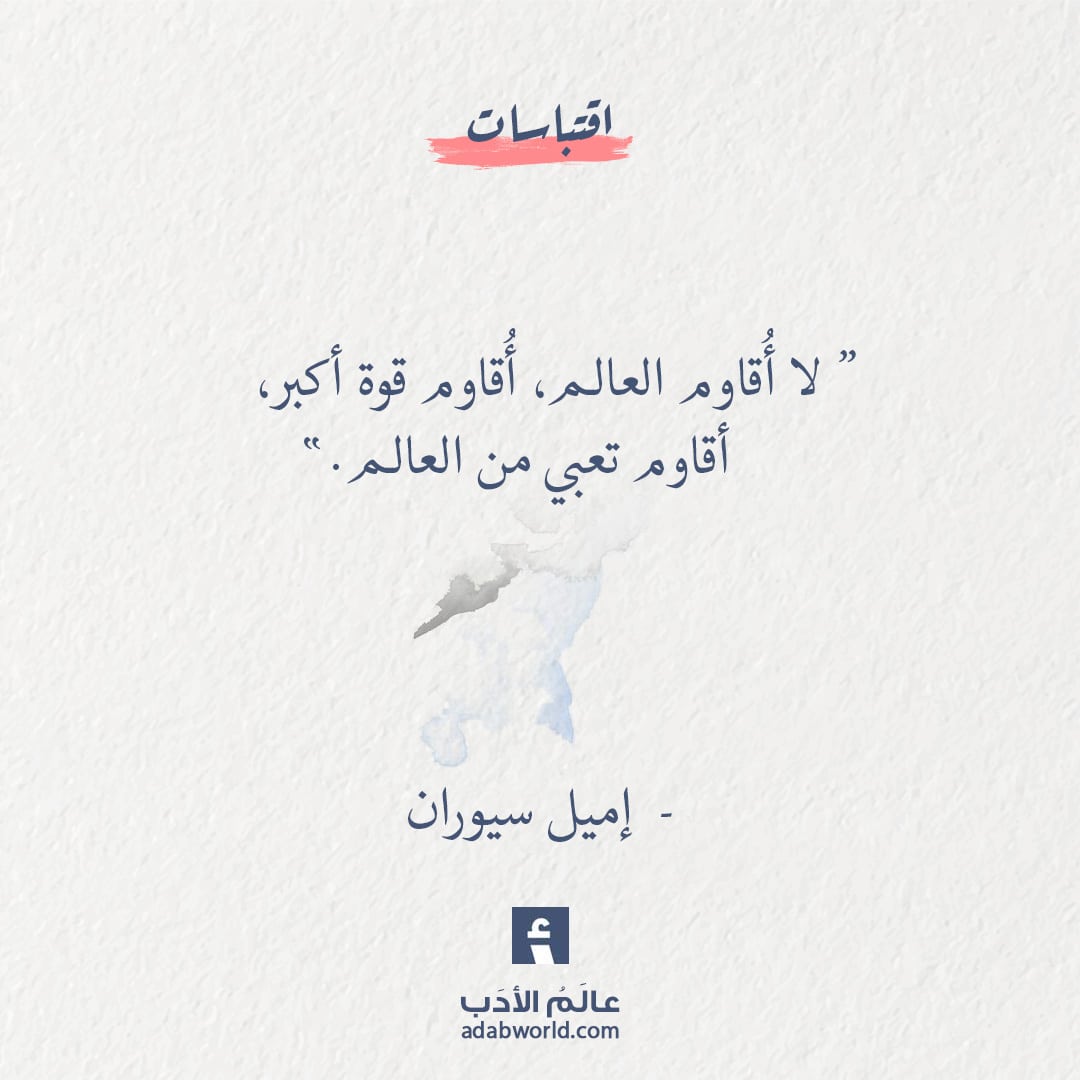 اقتباسات
” لا أُقاوم العالم، أُقاوم قوة أكبر،
أقاوم تعبي من العالم. “
- إميل سيوران
أ
عالَمُ الأدَب
adabworld.com